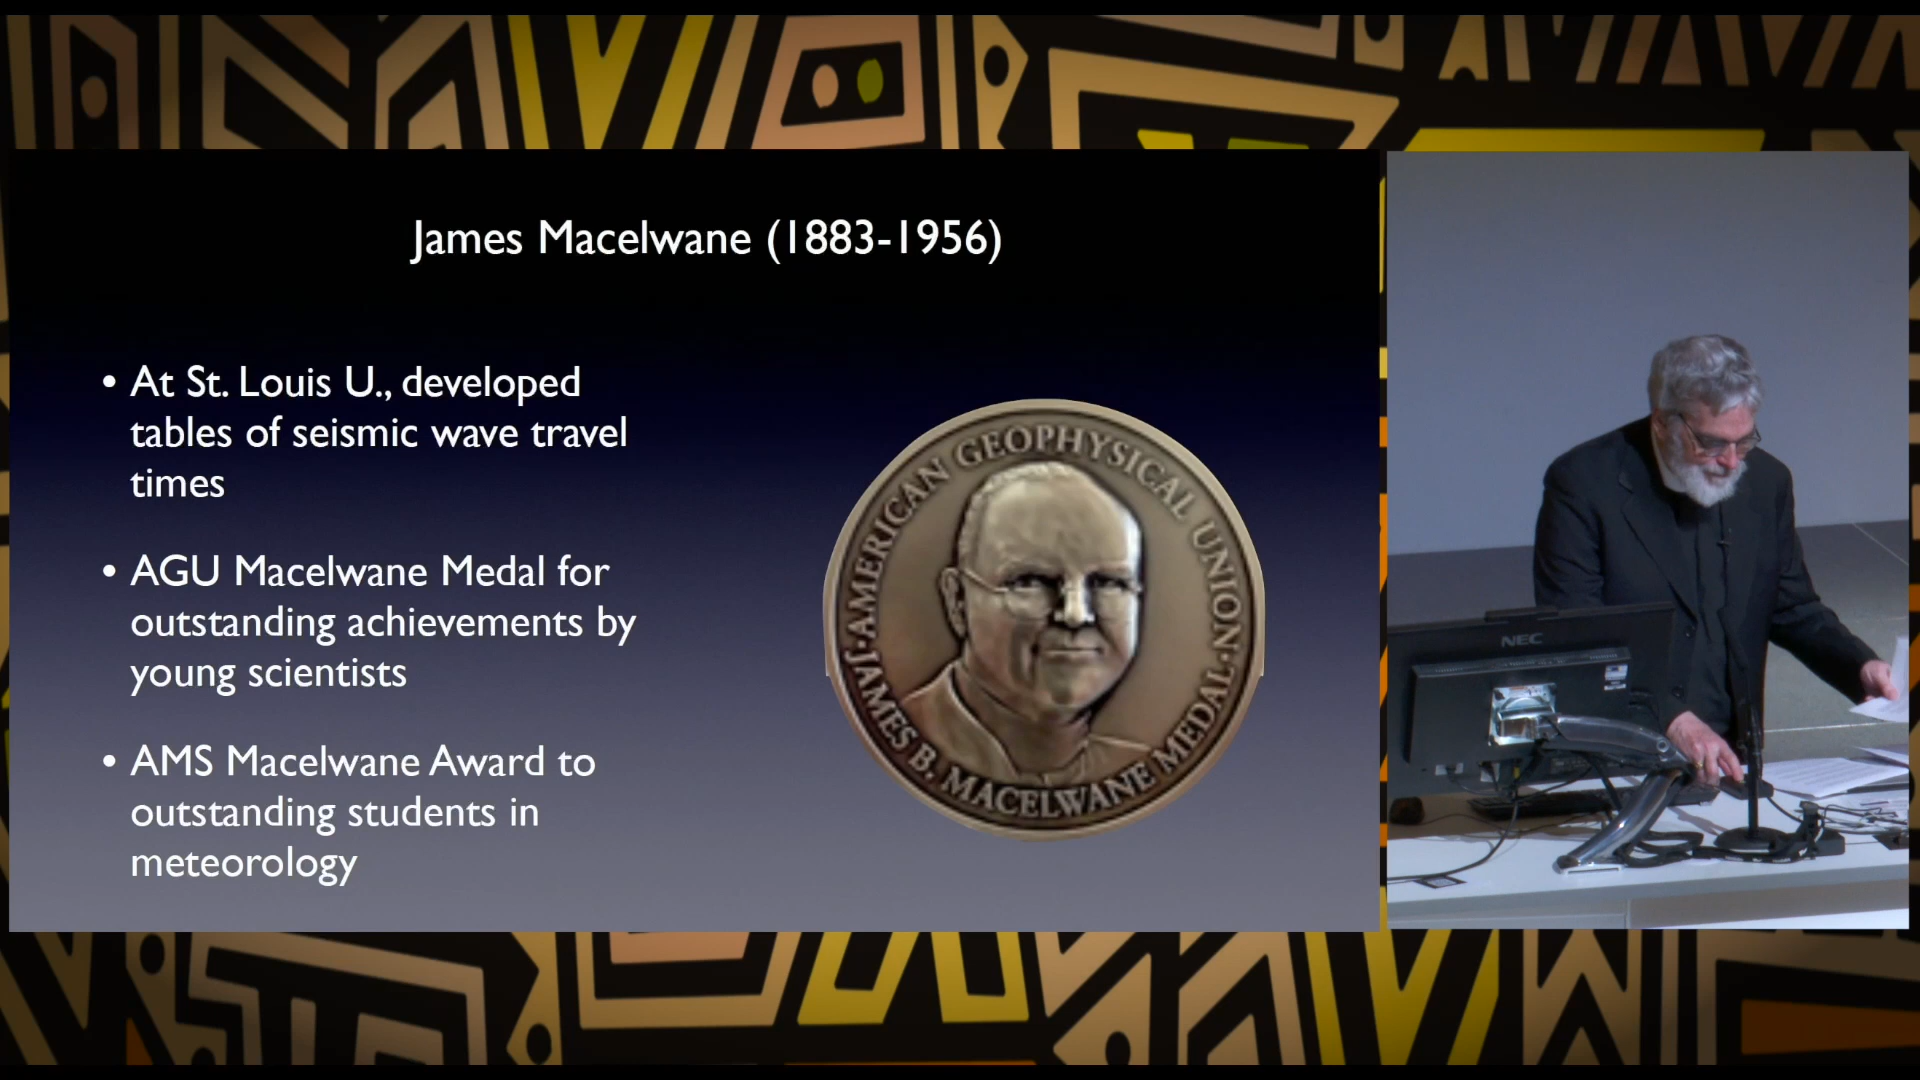 James Macelwane (1883-1956)
• At St. Louis U., developed
tables of seismic wave travel
times
• AGU Macelwane Medal for
outstanding achievements by
young scientists
• AMS Macelwane Award to
outstanding students in
meteorology
·AMERICAN GEOPHYSICAL UNION·
JAMES B. MACELWANE MEDAL
NEC